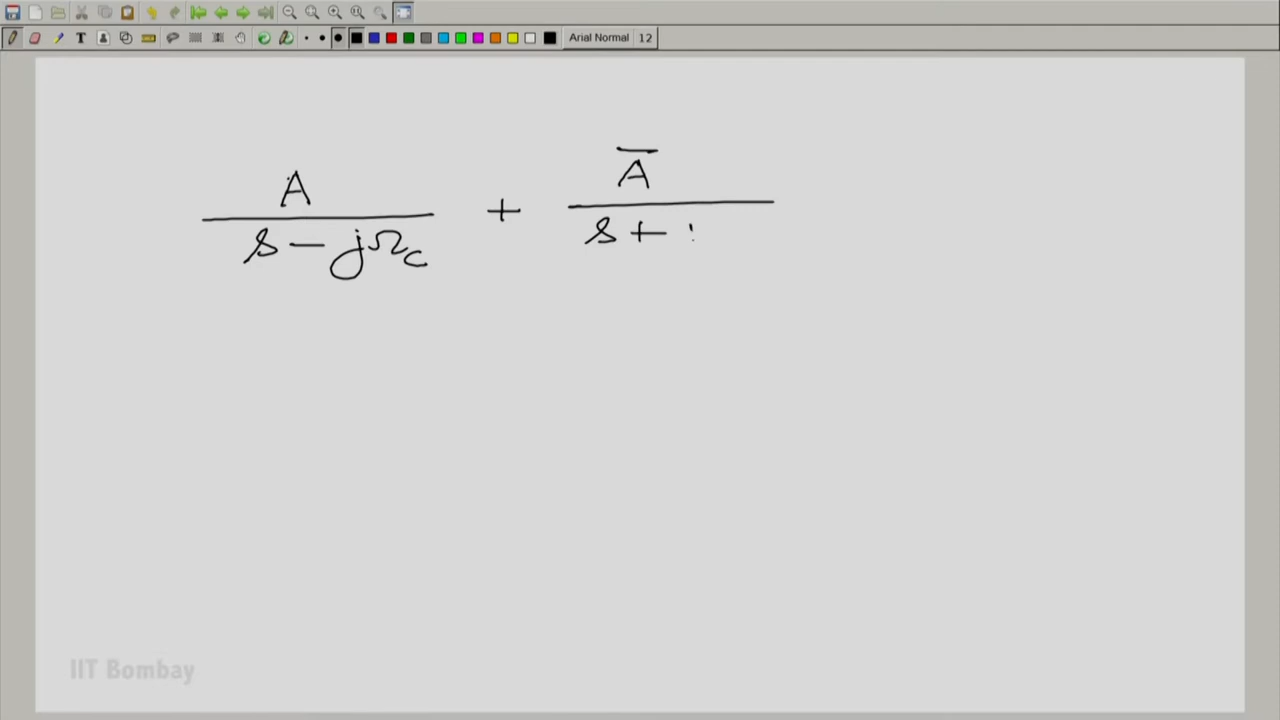 Arial Normal 12
A / (s - jΩc) + A̅ / (s +
IIT Bombay